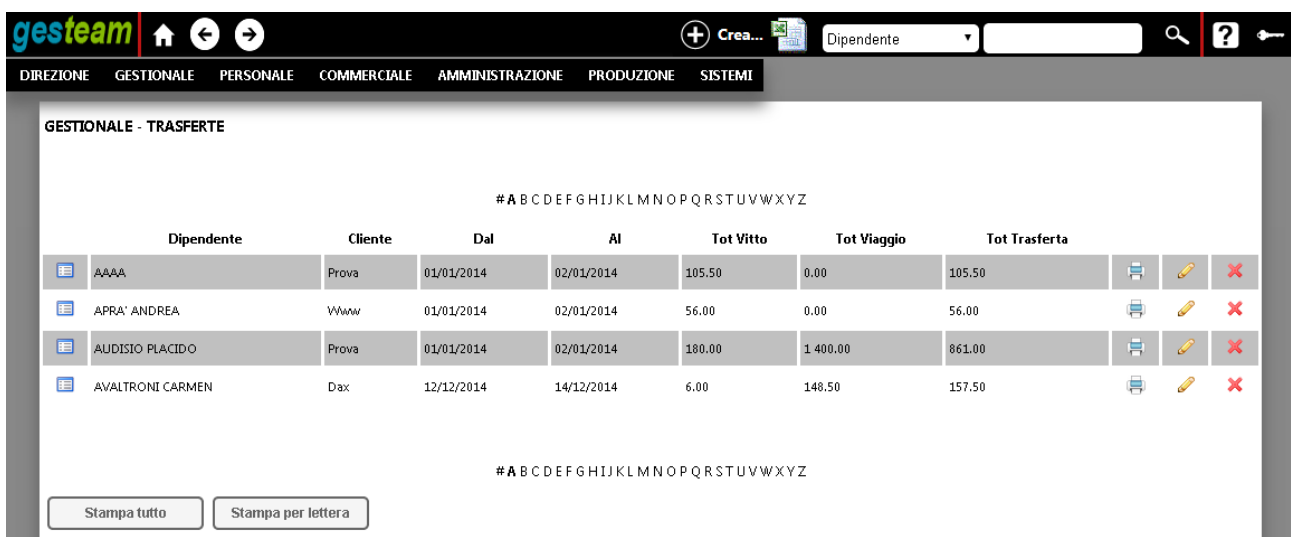 gesteam Crea... Dipendente ?
DIREZIONE GESTIONALE PERSONALE COMMERCIALE AMMINISTRAZIONE PRODUZIONE SISTEMI
GESTIONALE - TRASFERTE
# A B C D E F G H I J K L M N O P Q R S T U V W X Y Z
Dipendente Cliente Dal Al Tot Vitto Tot Viaggio Tot Trasferta
AAAA Prova 01/01/2014 02/01/2014 105.50 0.00 105.50
APRA' ANDREA Www 01/01/2014 02/01/2014 56.00 0.00 56.00
AUDISIO PLACIDO Prova 01/01/2014 02/01/2014 180.00 1 400.00 861.00
AVALTRONI CARMEN Dax 12/12/2014 14/12/2014 6.00 148.50 157.50
# A B C D E F G H I J K L M N O P Q R S T U V W X Y Z
Stampa tutto Stampa per lettera